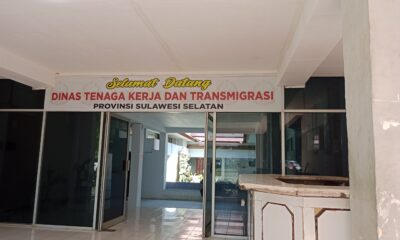 Selamat Datang
DINAS TENAGA KERJA DAN TRANSMIGRASI
PROVINSI SULAWESI SELATAN